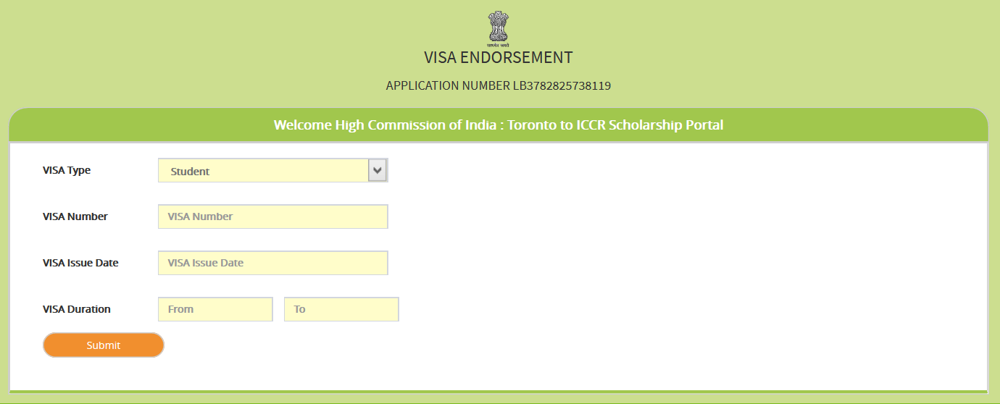 सत्यमेव जयते
VISA ENDORSEMENT
APPLICATION NUMBER LB3782825738119
Welcome High Commission of India : Toronto to ICCR Scholarship Portal
VISA Type Student
VISA Number VISA Number
VISA Issue Date VISA Issue Date
VISA Duration From To
Submit